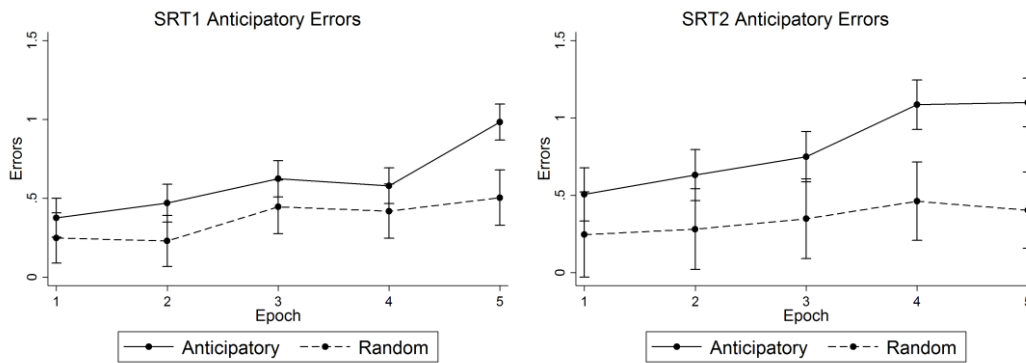 SRT1 Anticipatory Errors
1.5
1
.5
0
Errors
1 2 3 4 5
Epoch
Anticipatory Random
SRT2 Anticipatory Errors
1.5
1
.5
0
Errors
1 2 3 4 5
Epoch
Anticipatory Random